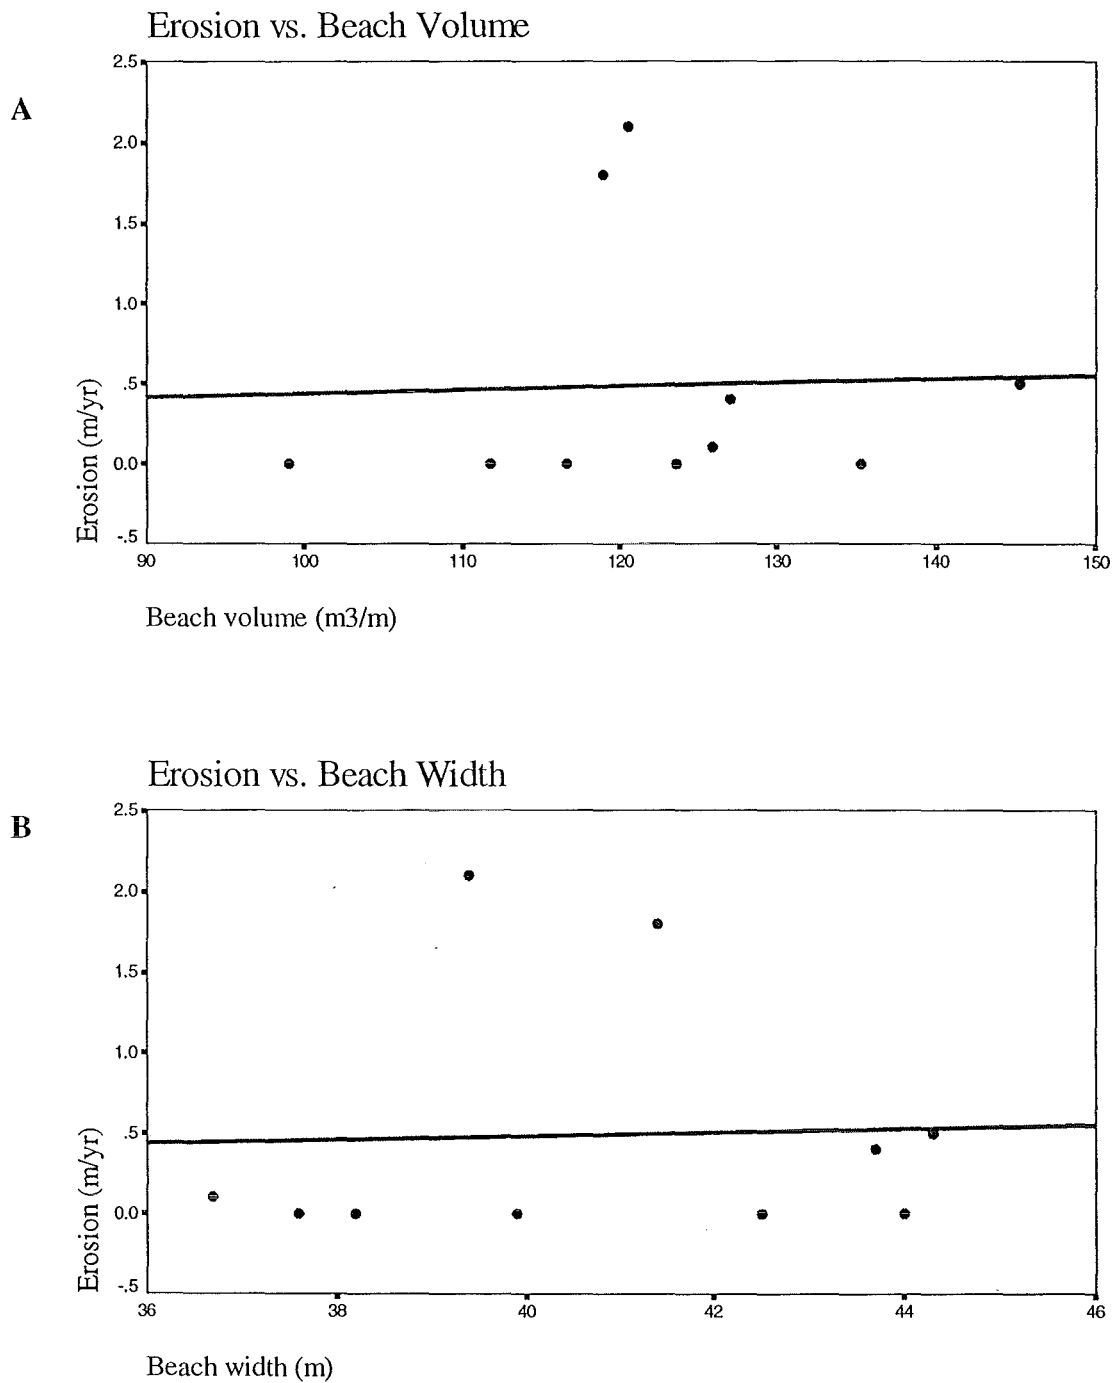 Erosion vs. Beach Volume
A
2.5
2.0
1.5
1.0
.5
0.0
-.5
Erosion (m/yr)
90 100 110 120 130 140 150
Beach volume (m3/m)
Erosion vs. Beach Width
B
2.5
2.0
1.5
1.0
.5
0.0
-.5
Erosion (m/yr)
36 38 40 42 44 46
Beach width (m)